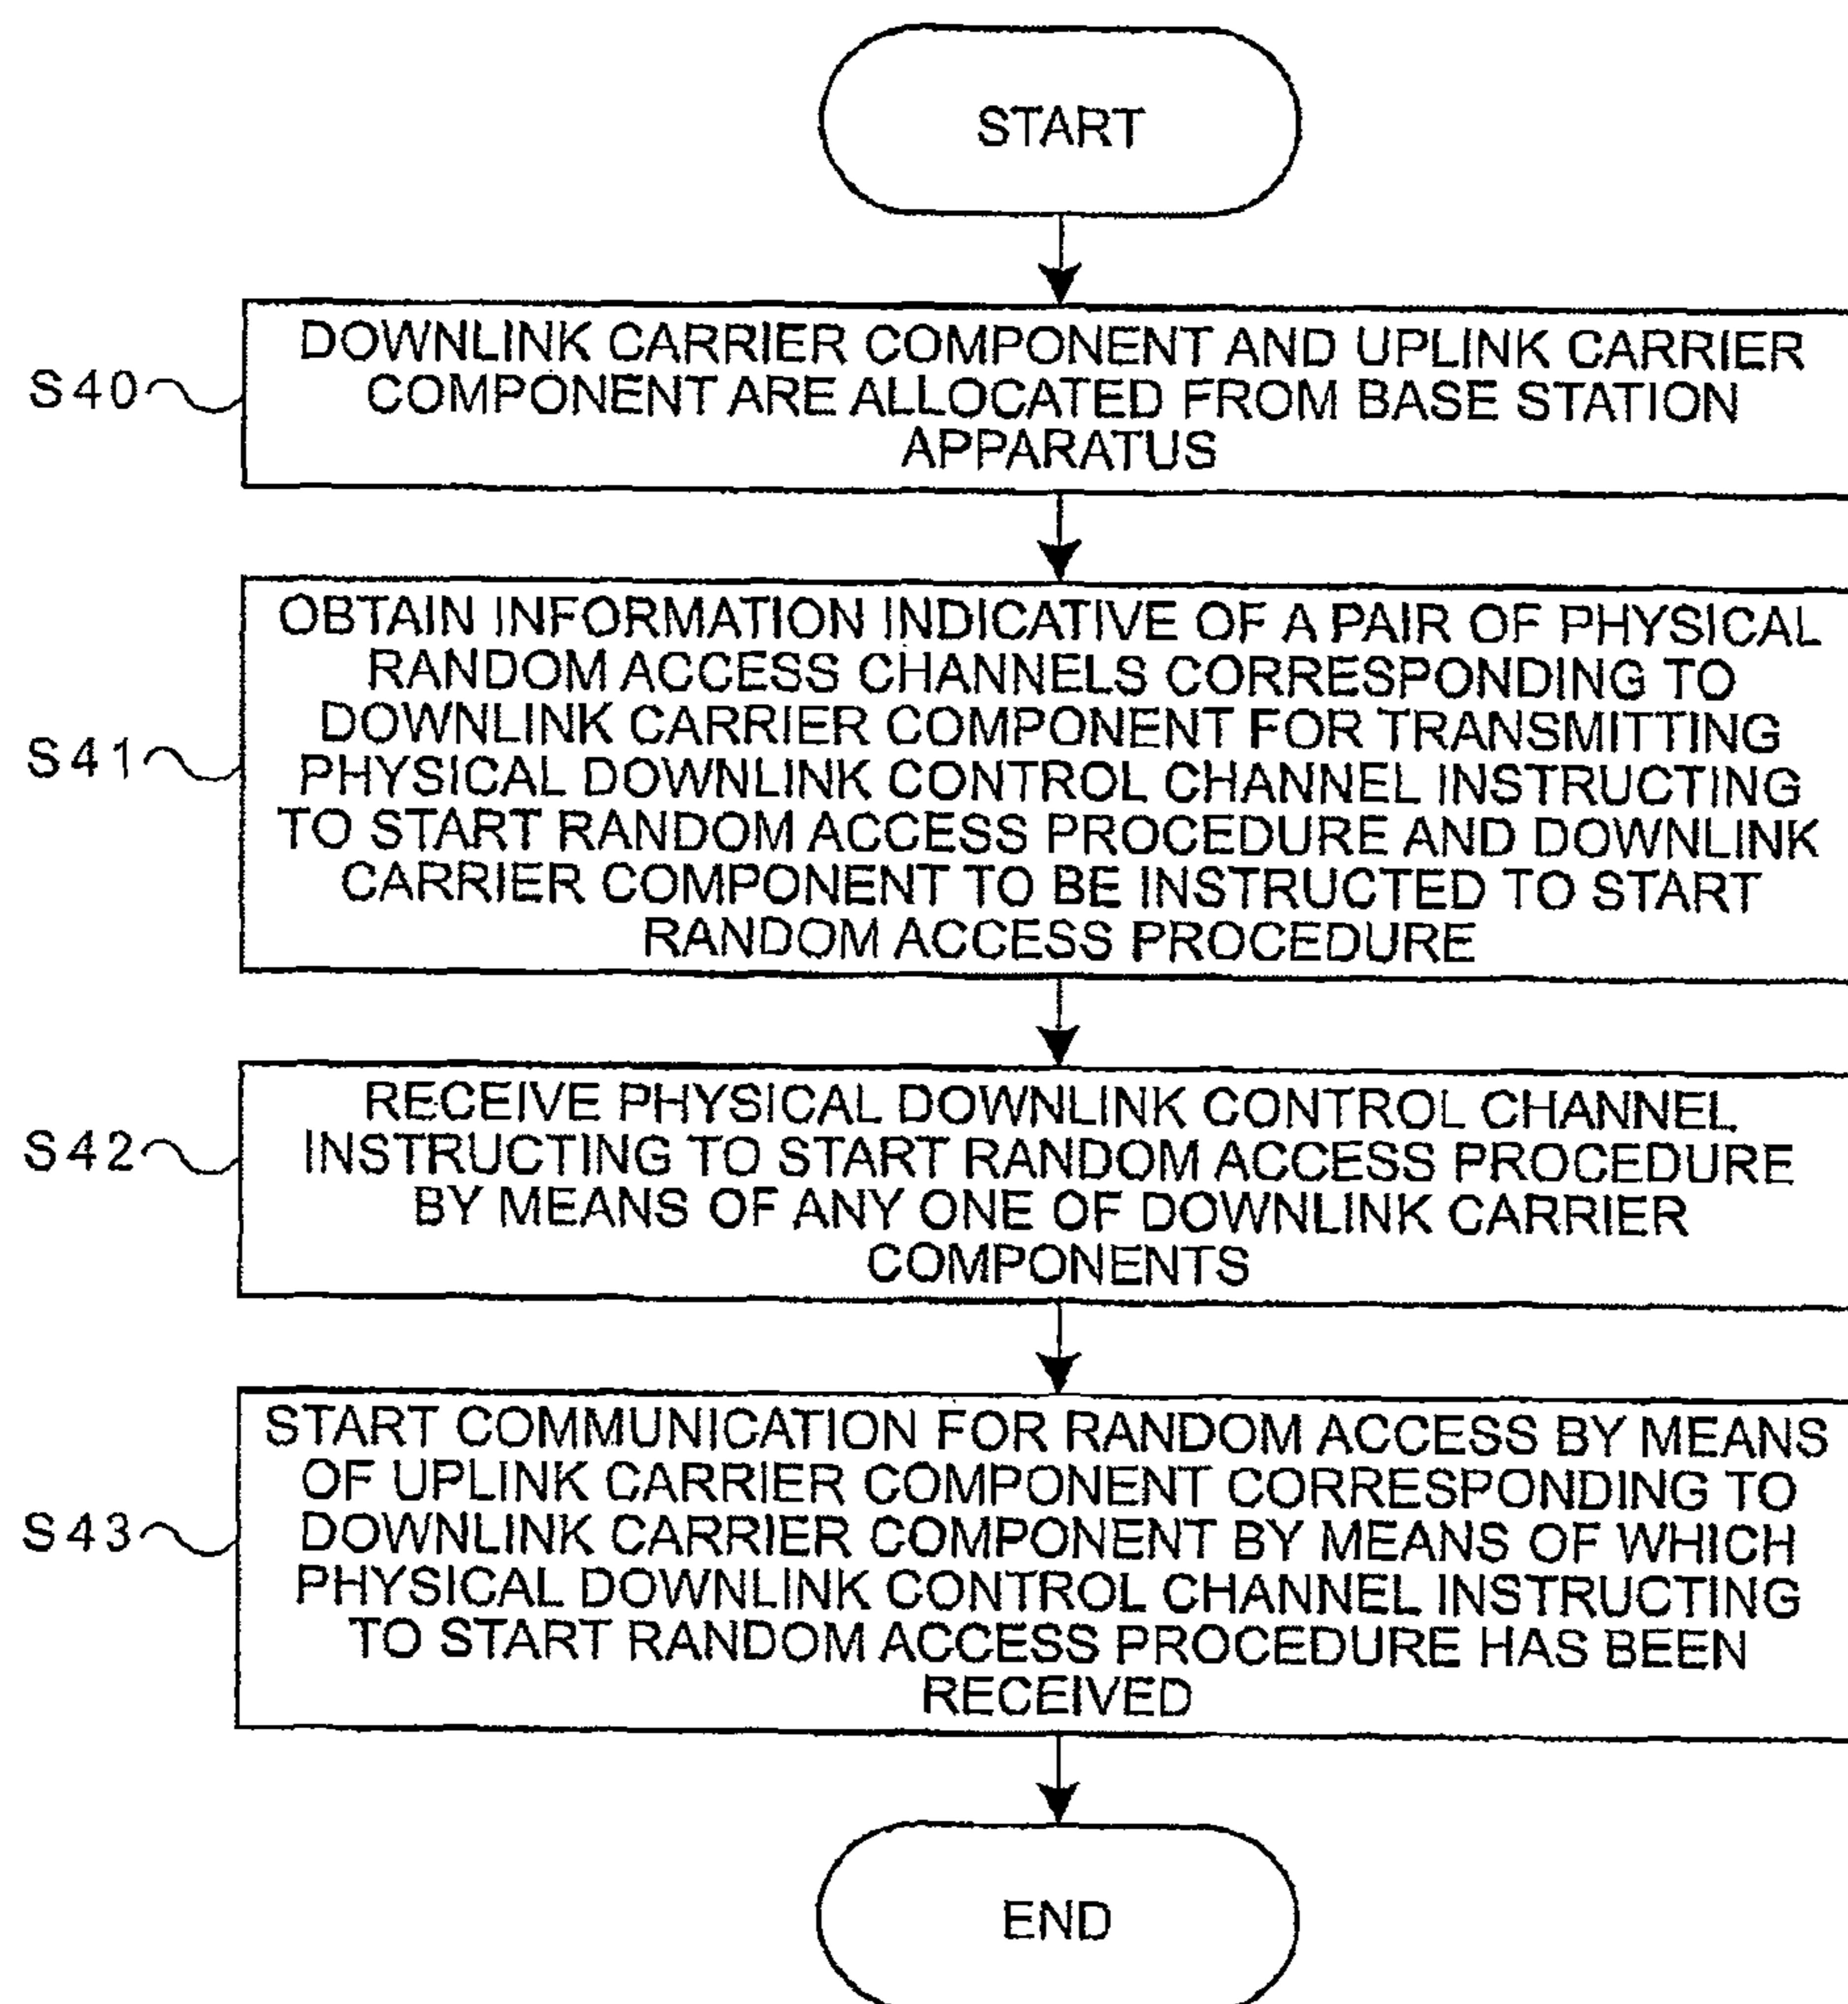 START
S40
DOWNLINK CARRIER COMPONENT AND UPLINK CARRIER
COMPONENT ARE ALLOCATED FROM BASE STATION
APPARATUS
S41
OBTAIN INFORMATION INDICATIVE OF A PAIR OF PHYSICAL
RANDOM ACCESS CHANNELS CORRESPONDING TO
DOWNLINK CARRIER COMPONENT FOR TRANSMITTING
PHYSICAL DOWNLINK CONTROL CHANNEL INSTRUCTING
TO START RANDOM ACCESS PROCEDURE AND DOWNLINK
CARRIER COMPONENT TO BE INSTRUCTED TO START
RANDOM ACCESS PROCEDURE
S42
RECEIVE PHYSICAL DOWNLINK CONTROL CHANNEL
INSTRUCTING TO START RANDOM ACCESS PROCEDURE
BY MEANS OF ANY ONE OF DOWNLINK CARRIER
COMPONENTS
S43
START COMMUNICATION FOR RANDOM ACCESS BY MEANS
OF UPLINK CARRIER COMPONENT CORRESPONDING TO
DOWNLINK CARRIER COMPONENT BY MEANS OF WHICH
PHYSICAL DOWNLINK CONTROL CHANNEL INSTRUCTING
TO START RANDOM ACCESS PROCEDURE HAS BEEN
RECEIVED
END